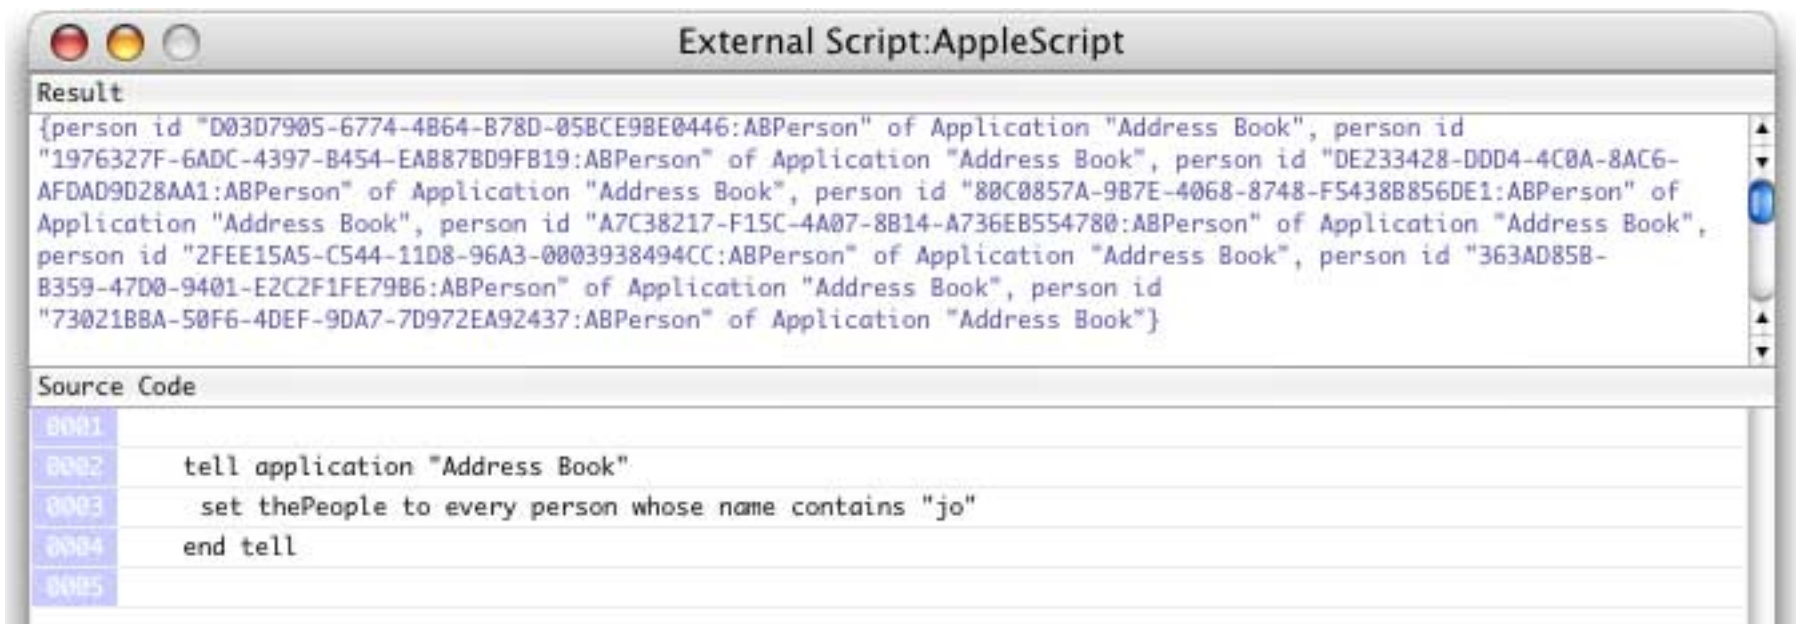 External Script:AppleScript
Result
{person id "D03D7905-6774-4B64-B78D-05BCE9BE0446:ABPerson" of Application "Address Book", person id
"1976327F-6ADC-4397-B454-EAB87BD9FB19:ABPerson" of Application "Address Book", person id "DE233428-DDD4-4C0A-8AC6-
AFDAD9D28AA1:ABPerson" of Application "Address Book", person id "80C0857A-9B7E-4068-8748-F5438B856DE1:ABPerson" of
Application "Address Book", person id "A7C38217-F15C-4A07-8B14-A736EB554780:ABPerson" of Application "Address Book",
person id "2FEE15A5-C544-11D8-96A3-0003938494CC:ABPerson" of Application "Address Book", person id "363AD85B-
B359-47D0-9401-E2C2F1FE79B6:ABPerson" of Application "Address Book", person id
"73021BBA-50F6-4DEF-9DA7-7D972EA92437:ABPerson" of Application "Address Book"}
Source Code
0001
0002 tell application "Address Book"
0003 set thePeople to every person whose name contains "jo"
0004 end tell
0005